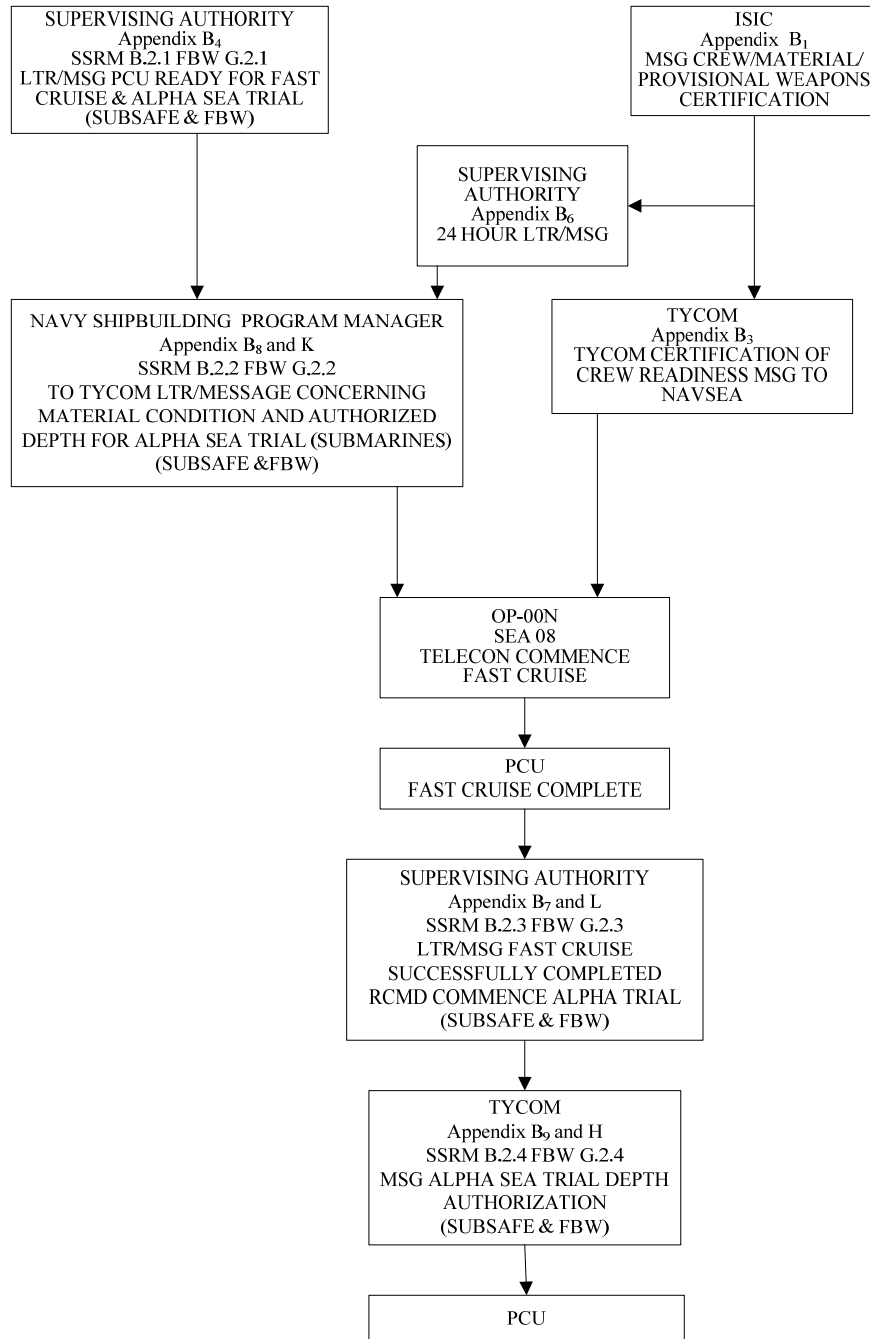 SUPERVISING AUTHORITY
Appendix B₄
SSRM B.2.1 FBW G.2.1
LTR/MSG PCU READY FOR FAST
CRUISE & ALPHA SEA TRIAL
(SUBSAFE & FBW)
ISIC
Appendix B₁
MSG CREW/MATERIAL/
PROVISIONAL WEAPONS
CERTIFICATION
SUPERVISING
AUTHORITY
Appendix B₆
24 HOUR LTR/MSG
NAVY SHIPBUILDING PROGRAM MANAGER
Appendix B₈ and K
SSRM B.2.2 FBW G.2.2
TO TYCOM LTR/MESSAGE CONCERNING
MATERIAL CONDITION AND AUTHORIZED
DEPTH FOR ALPHA SEA TRIAL (SUBMARINES)
(SUBSAFE &FBW)
TYCOM
Appendix B₃
TYCOM CERTIFICATION OF
CREW READINESS MSG TO
NAVSEA
OP-00N
SEA 08
TELECON COMMENCE
FAST CRUISE
PCU
FAST CRUISE COMPLETE
SUPERVISING AUTHORITY
Appendix B₇ and L
SSRM B.2.3 FBW G.2.3
LTR/MSG FAST CRUISE
SUCCESSFULLY COMPLETED
RCMD COMMENCE ALPHA TRIAL
(SUBSAFE & FBW)
TYCOM
Appendix B₉ and H
SSRM B.2.4 FBW G.2.4
MSG ALPHA SEA TRIAL DEPTH
AUTHORIZATION
(SUBSAFE & FBW)
PCU